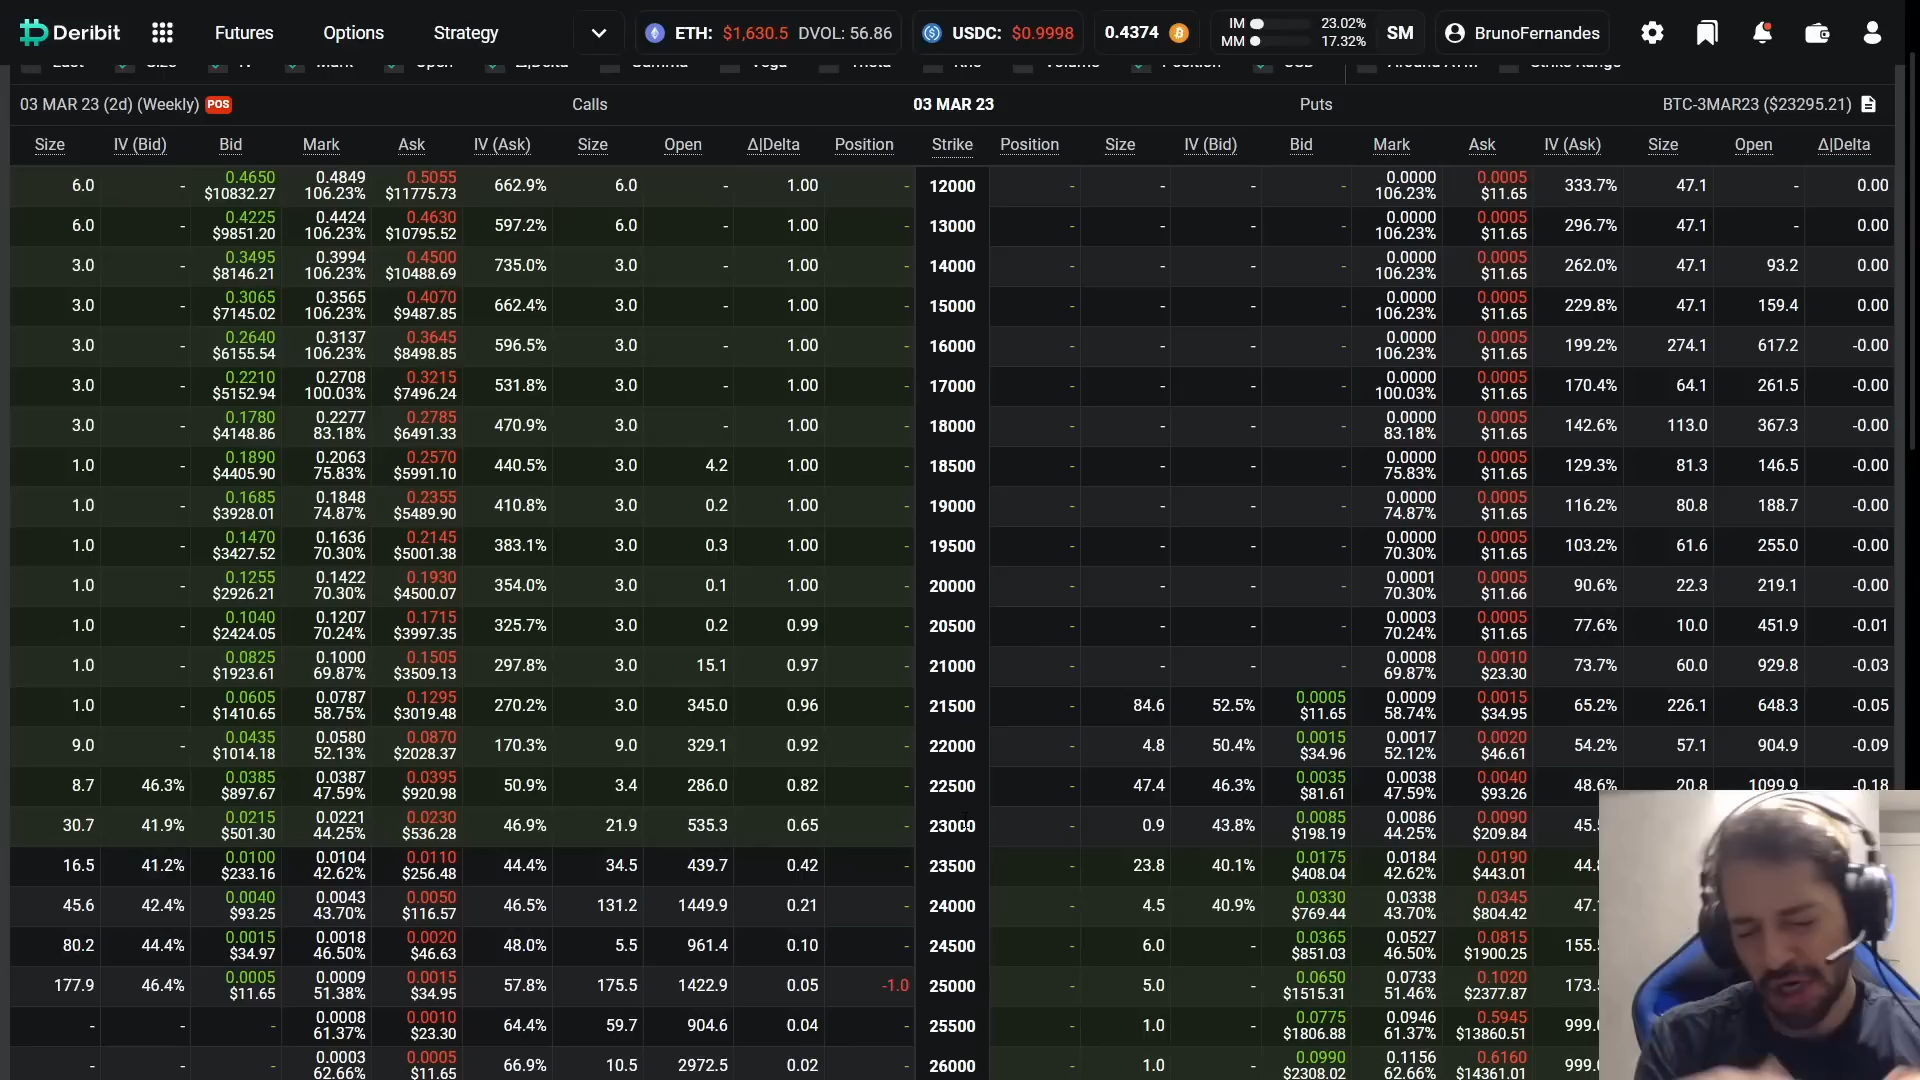 Deribit Futures Options Strategy ETH: $1,630.5 DVOL: 56.86 USDC: $0.9998 0.4374 IM 23.02% MM 17.32% SM BrunoFernandes
03 MAR 23 (2d) (Weekly) POS Calls 03 MAR 23 Puts BTC-3MAR23 ($23295.21)
Size IV (Bid) Bid Mark Ask IV (Ask) Size Open Δ|Delta Position Strike Position Size IV (Bid) Bid Mark Ask IV (Ask) Size Open Δ|Delta
6.0 - 0.4650 0.4849 0.5055 662.9% 6.0 - 1.00 - 12000 - - - - 0.0000 0.0005 333.7% 47.1 - 0.00
$10832.27 106.23% $11775.73 106.23% $11.65
6.0 - 0.4225 0.4424 0.4630 597.2% 6.0 - 1.00 - 13000 - - - - 0.0000 0.0005 296.7% 47.1 - 0.00
$9851.20 106.23% $10795.52 106.23% $11.65
3.0 - 0.3495 0.3994 0.4500 735.0% 3.0 - 1.00 - 14000 - - - - 0.0000 0.0005 262.0% 47.1 93.2 0.00
$8146.21 106.23% $10488.69 106.23% $11.65
3.0 - 0.3065 0.3565 0.4070 662.4% 3.0 - 1.00 - 15000 - - - - 0.0000 0.0005 229.8% 47.1 159.4 0.00
$7145.02 106.23% $9487.85 106.23% $11.65
3.0 - 0.2640 0.3137 0.3645 596.5% 3.0 - 1.00 - 16000 - - - - 0.0000 0.0005 199.2% 274.1 617.2 -0.00
$6155.54 106.23% $8498.85 106.23% $11.65
3.0 - 0.2210 0.2708 0.3215 531.8% 3.0 - 1.00 - 17000 - - - - 0.0000 0.0005 170.4% 64.1 261.5 -0.00
$5152.94 100.03% $7496.24 100.03% $11.65
3.0 - 0.1780 0.2277 0.2785 470.9% 3.0 - 1.00 - 18000 - - - - 0.0000 0.0005 142.6% 113.0 367.3 -0.00
$4148.86 83.18% $6491.33 83.18% $11.65
1.0 - 0.1890 0.2063 0.2570 440.5% 3.0 4.2 1.00 - 18500 - - - - 0.0000 0.0005 129.3% 81.3 146.5 -0.00
$4405.90 75.83% $5991.10 75.83% $11.65
1.0 - 0.1685 0.1848 0.2355 410.8% 3.0 0.2 1.00 - 19000 - - - - 0.0000 0.0005 116.2% 80.8 188.7 -0.00
$3928.01 74.87% $5489.90 74.87% $11.65
1.0 - 0.1470 0.1636 0.2145 383.1% 3.0 0.3 1.00 - 19500 - - - - 0.0000 0.0005 103.2% 61.6 255.0 -0.00
$3427.52 70.30% $5001.38 70.30% $11.65
1.0 - 0.1255 0.1422 0.1930 354.0% 3.0 0.1 1.00 - 20000 - - - - 0.0001 0.0005 90.6% 22.3 219.1 -0.00
$2926.21 70.30% $4500.07 70.30% $11.66
1.0 - 0.1040 0.1207 0.1715 325.7% 3.0 0.2 0.99 - 20500 - - - - 0.0003 0.0005 77.6% 10.0 451.9 -0.01
$2424.05 70.24% $3997.35 70.24% $11.65
1.0 - 0.0825 0.1000 0.1505 297.8% 3.0 15.1 0.97 - 21000 - - - - 0.0008 0.0010 73.7% 60.0 929.8 -0.03
$1923.61 69.87% $3509.13 69.87% $23.30
1.0 - 0.0605 0.0787 0.1295 270.2% 3.0 345.0 0.96 - 21500 - 84.6 52.5% 0.0005 0.0009 0.0015 65.2% 226.1 648.3 -0.05
$1410.65 58.75% $3019.48 $11.65 58.74% $34.95
9.0 - 0.0435 0.0580 0.0870 170.3% 9.0 329.1 0.92 - 22000 - 4.8 50.4% 0.0015 0.0017 0.0020 54.2% 57.1 904.9 -0.09
$1014.18 52.13% $2028.37 $34.96 52.12% $46.61
8.7 46.3% 0.0385 0.0387 0.0395 50.9% 3.4 286.0 0.82 - 22500 - 47.4 46.3% 0.0035 0.0038 0.0040 48.6% 20.8 1099.9 -0.18
$897.67 47.59% $920.98 $81.61 47.59% $93.26
30.7 41.9% 0.0215 0.0221 0.0230 46.9% 21.9 535.3 0.65 - 23000 - 0.9 43.8% 0.0085 0.0086 0.0090
$501.30 44.25% $536.28 $198.19 44.25% $209.84
16.5 41.2% 0.0100 0.0104 0.0110 44.4% 34.5 439.7 0.42 - 23500 - 23.8 40.1% 0.0175 0.0184 0.0190
$233.16 42.62% $256.48 $408.04 42.62% $443.01
45.6 42.4% 0.0040 0.0043 0.0050 46.5% 131.2 1449.9 0.21 - 24000 - 4.5 40.9% 0.0330 0.0338 0.0345
$93.25 43.70% $116.57 $769.44 43.70% $804.42
80.2 44.4% 0.0015 0.0018 0.0020 48.0% 5.5 961.4 0.10 - 24500 - 6.0 - 0.0365 0.0527 0.0815
$34.97 46.50% $46.63 $851.03 46.50% $1900.25
177.9 46.4% 0.0005 0.0009 0.0015 57.8% 175.5 1422.9 0.05 -1.0 25000 - 5.0 - 0.0650 0.0733 0.1020
$11.65 51.38% $34.95 $1515.31 51.46% $2377.87
- - - 0.0008 0.0010 64.4% 59.7 904.6 0.04 - 25500 - 1.0 - 0.0775 0.0946 0.5945
61.37% $23.30 $1806.88 61.37% $13860.51
- - - 0.0003 0.0005 66.9% 10.5 2972.5 0.02 - 26000 - 1.0 - 0.0990 0.1156 0.6160
62.66% $11.65 $2308.02 62.66% $14361.01